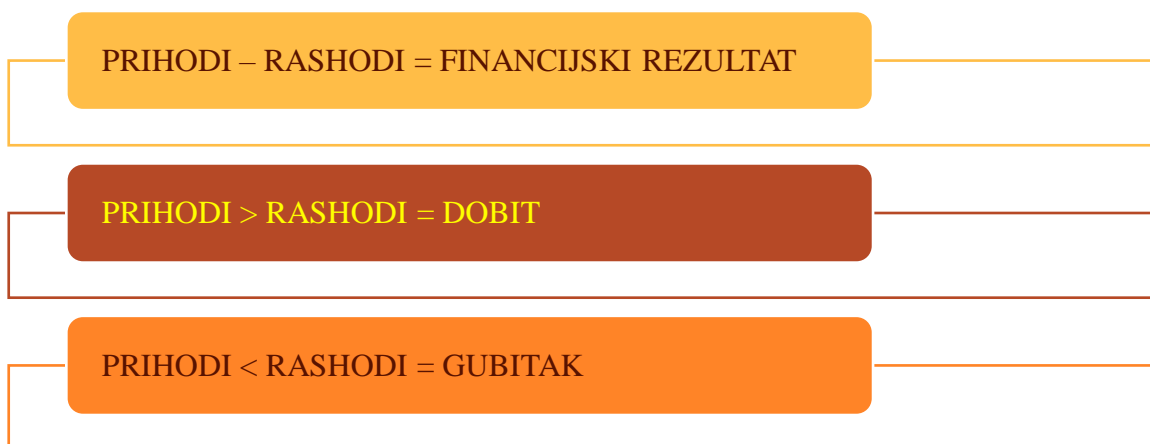 PRIHODI – RASHODI = FINANCIJSKI REZULTAT
PRIHODI > RASHODI = DOBIT
PRIHODI < RASHODI = GUBITAK